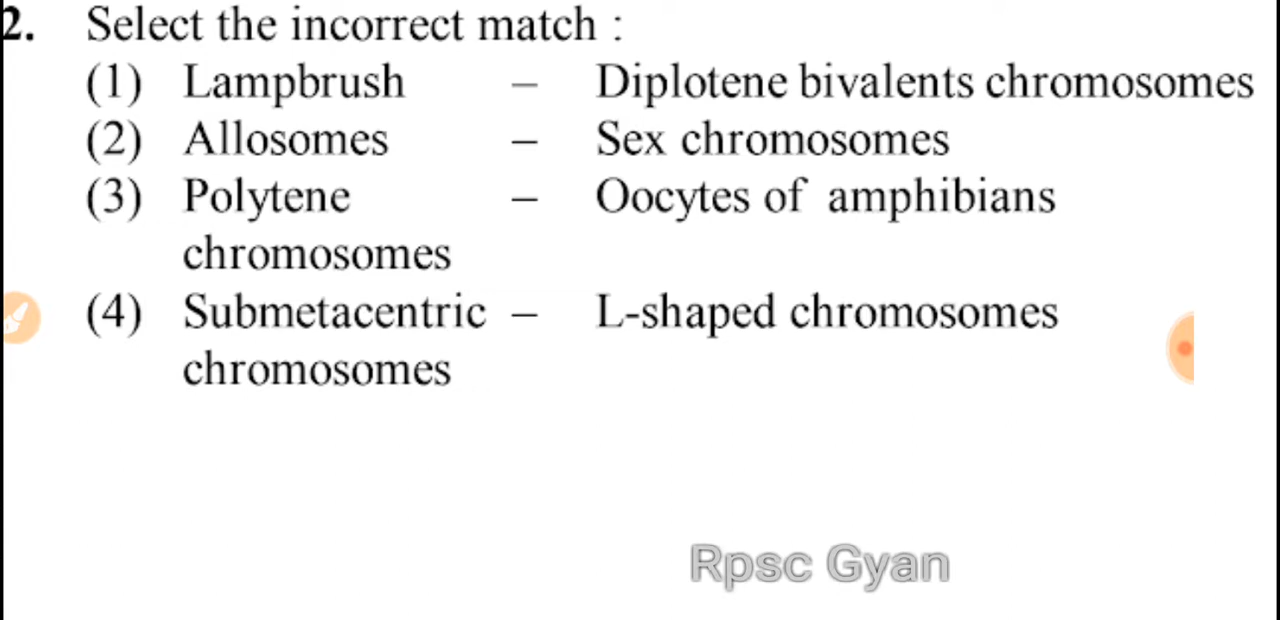 2. Select the incorrect match :
(1) Lampbrush – Diplotene bivalents chromosomes
(2) Allosomes – Sex chromosomes
(3) Polytene – Oocytes of amphibians
chromosomes
(4) Submetacentric – L-shaped chromosomes
chromosomes
Rpsc Gyan